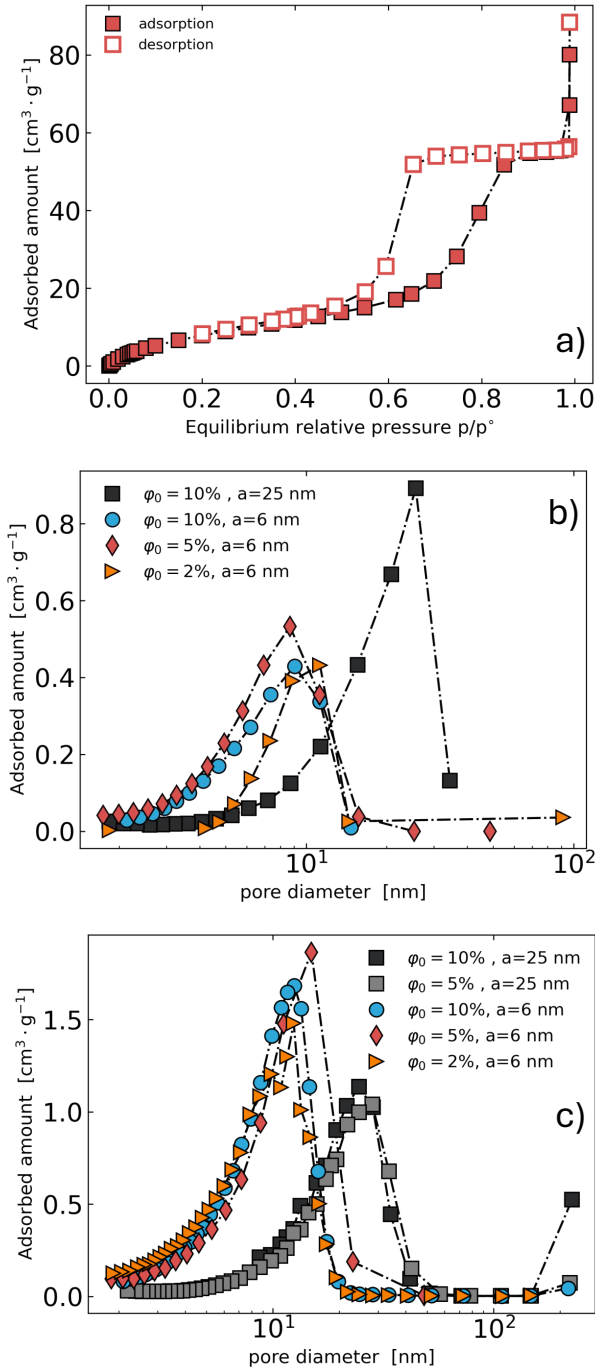 adsorption
desorption
80
60
40
20
0
Adsorbed amount [cm³ · g⁻¹]
a)
0.0 0.2 0.4 0.6 0.8 1.0
Equilibrium relative pressure p/p°
φ₀ = 10% , a=25 nm
φ₀ = 10%, a=6 nm
φ₀ = 5%, a=6 nm
φ₀ = 2%, a=6 nm
b)
0.8
0.6
0.4
0.2
0.0
Adsorbed amount [cm³ · g⁻¹]
10¹ 10²
pore diameter [nm]
φ₀ = 10% , a=25 nm
φ₀ = 5% , a=25 nm
φ₀ = 10%, a=6 nm
φ₀ = 5%, a=6 nm
φ₀ = 2%, a=6 nm
c)
1.5
1.0
0.5
0.0
Adsorbed amount [cm³ · g⁻¹]
10¹ 10²
pore diameter [nm]